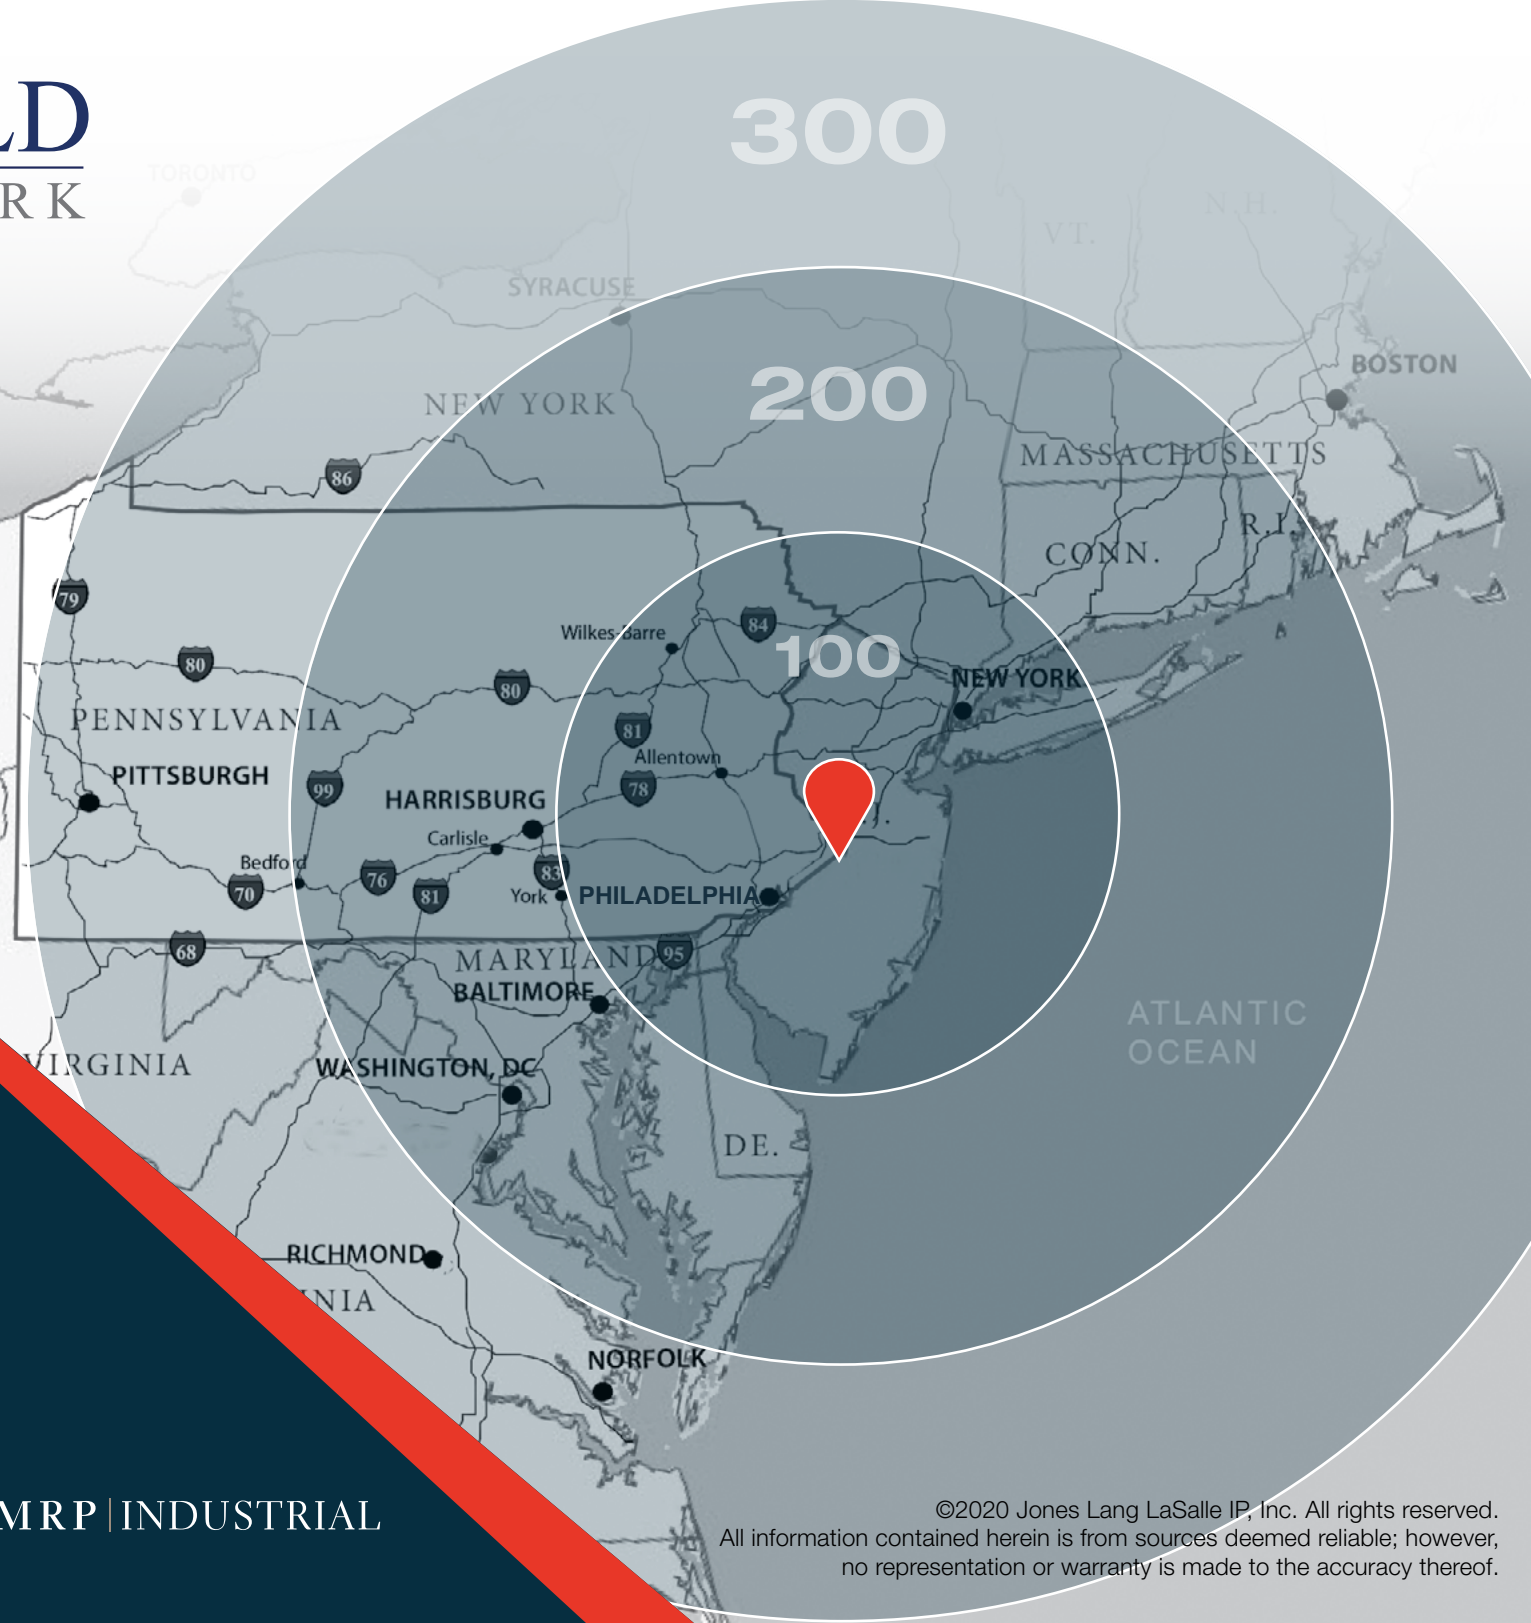 LD
RK
300
TORONTO
N.H.
VT.
SYRACUSE
BOSTON
200
NEW YORK
MASSACHUSETTS
86
R.I.
CONN.
79
84
Wilkes-Barre
100
80
NEW YORK
80
PENNSYLVANIA
81
Allentown
PITTSBURGH
99
78
HARRISBURG
J.
Carlisle
Bedford
83
76
70
81
York
PHILADELPHIA
68
95
MARYLAND
BALTIMORE
ATLANTIC
OCEAN
VIRGINIA
WASHINGTON, DC
DE.
RICHMOND
INIA
NORFOLK
MRP|INDUSTRIAL
©2020 Jones Lang LaSalle IP, Inc. All rights reserved.
All information contained herein is from sources deemed reliable; however,
no representation or warranty is made to the accuracy thereof.